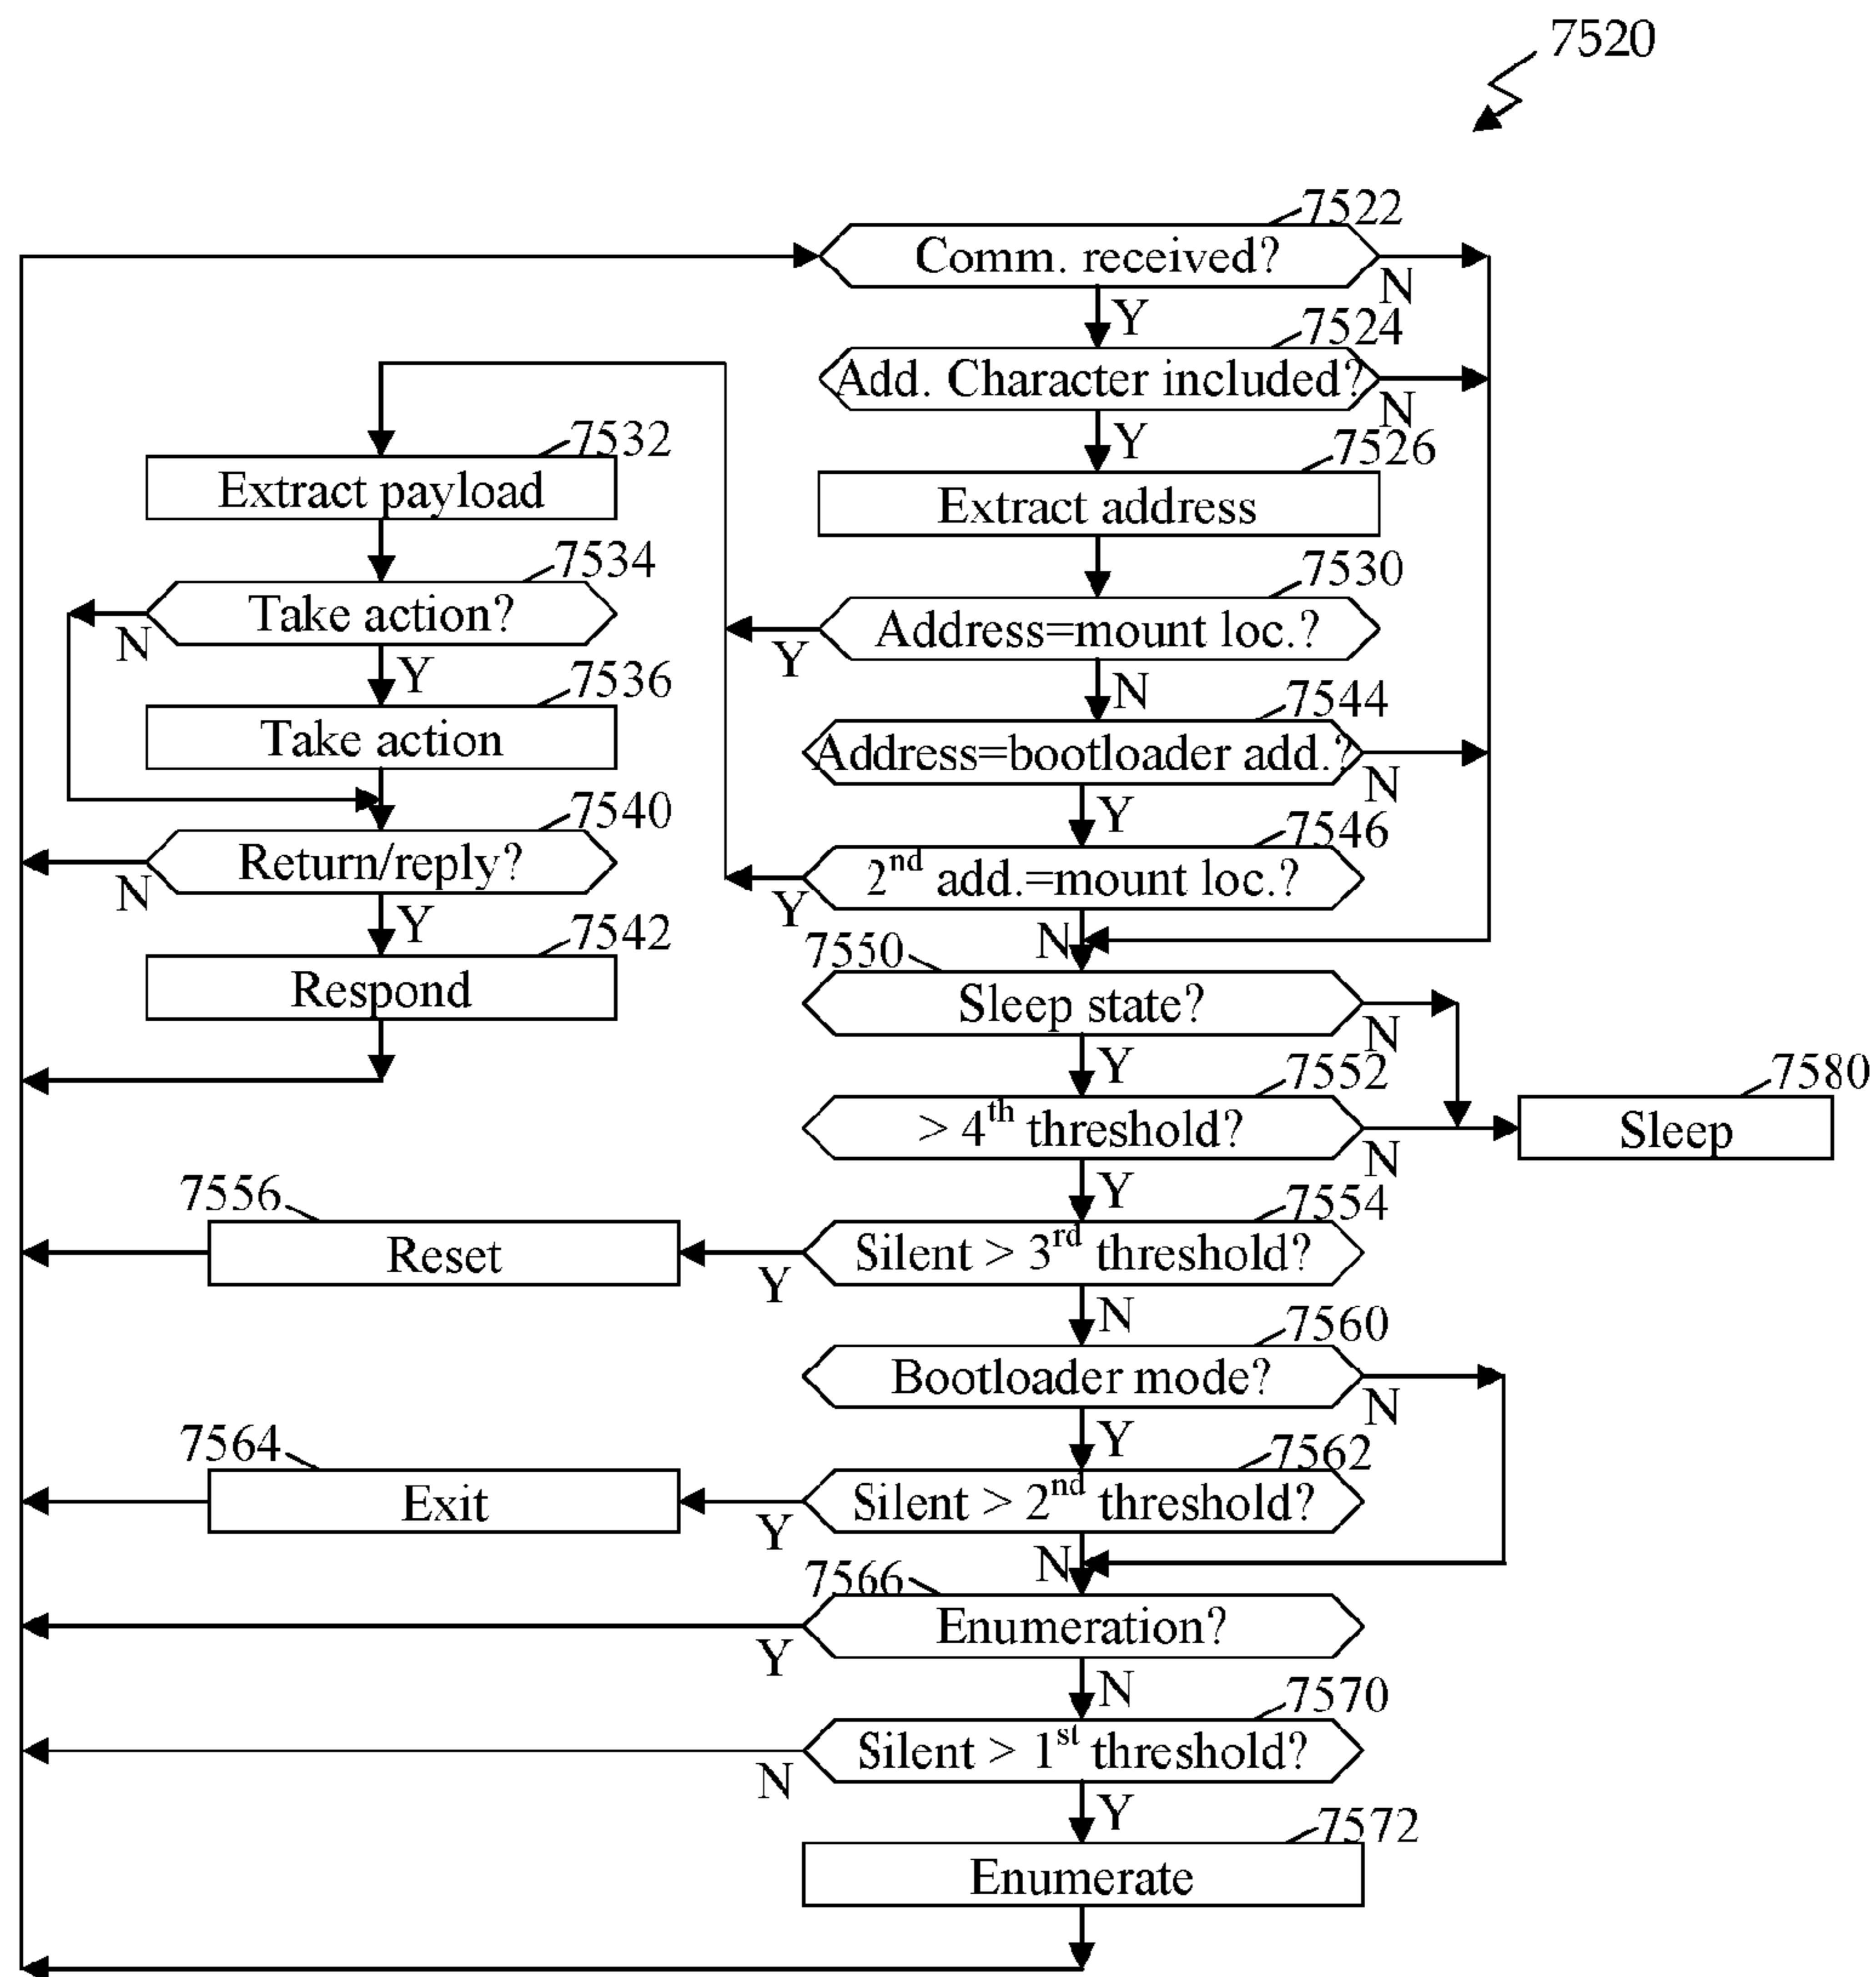 7520
7522
Comm. received?
N
Y
7524
Add. Character included?
N
Y
7526
Extract address
7530
Address=mount loc.?
Y
N
7544
Address=bootloader add.?
N
Y
7546
2nd add.=mount loc.?
Y
N
7532
Extract payload
7534
Take action?
N
Y
7536
Take action
7540
Return/reply?
N
Y
7542
Respond
7550
Sleep state?
N
Y
7552
> 4th threshold?
N
Y
7580
Sleep
7554
Silent > 3rd threshold?
Y
N
7556
Reset
7560
Bootloader mode?
N
Y
7562
Silent > 2nd threshold?
Y
N
7564
Exit
7566
Enumeration?
Y
N
7570
Silent > 1st threshold?
N
Y
7572
Enumerate